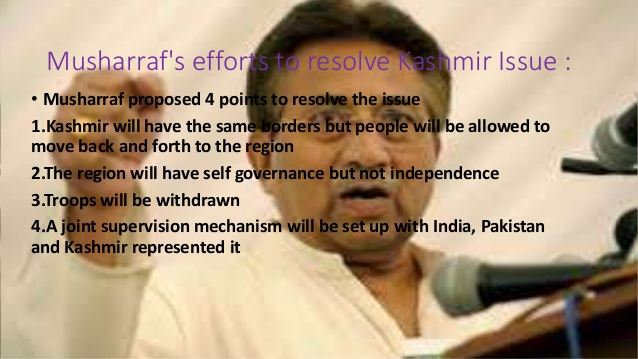 Musharraf's efforts to resolve Kashmir Issue :
• Musharraf proposed 4 points to resolve the issue
1.Kashmir will have the same borders but people will be allowed to
move back and forth to the region
2.The region will have self governance but not independence
3.Troops will be withdrawn
4.A joint supervision mechanism will be set up with India, Pakistan
and Kashmir represented it